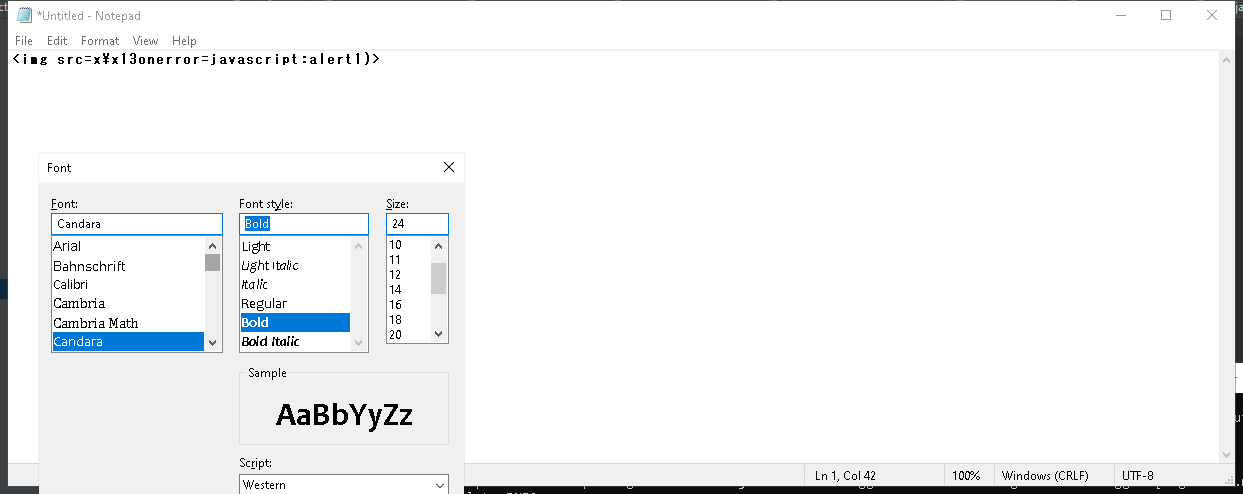 *Untitled - Notepad
File Edit Format View Help
<img src=x¥x13onerror=javascript:alert1)>
Font
Font: Font style: Size:
Candara Bold 24
Arial Light 10
Bahnschrift Light Italic 11
Calibri Italic 12
Cambria Regular 14
Cambria Math Bold 16
Candara Bold Italic 18
20
Sample
AaBbYyZz
Script:
Western
Ln 1, Col 42 100% Windows (CRLF) UTF-8